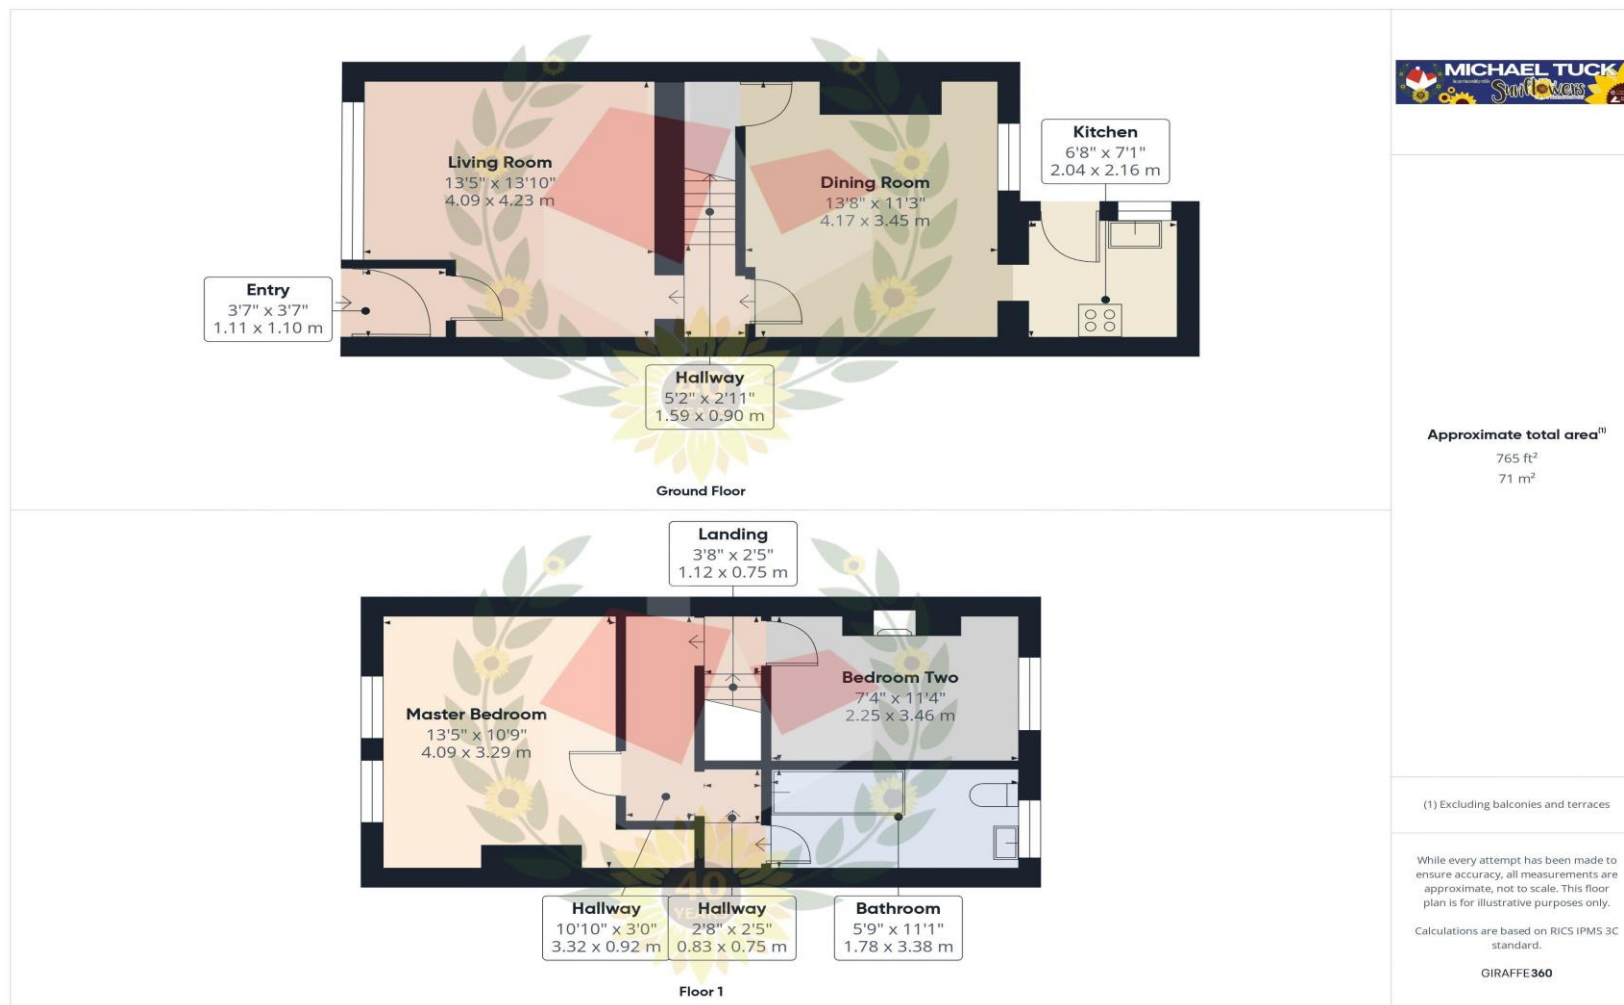 Living Room
13'5" x 13'10"
4.09 x 4.23 m
Dining Room
13'8" x 11'3"
4.17 x 3.45 m
Kitchen
6'8" x 7'1"
2.04 x 2.16 m
Entry
3'7" x 3'7"
1.11 x 1.10 m
Hallway
5'2" x 2'11"
1.59 x 0.90 m
Ground Floor
Landing
3'8" x 2'5"
1.12 x 0.75 m
Master Bedroom
13'5" x 10'9"
4.09 x 3.29 m
Bedroom Two
7'4" x 11'4"
2.25 x 3.46 m
40
YEARS
Hallway
10'10" x 3'0"
3.32 x 0.92 m
Hallway
2'8" x 2'5"
0.83 x 0.75 m
Bathroom
5'9" x 11'1"
1.78 x 3.38 m
Floor 1
MICHAEL TUCK
Sunflowers
Approximate total area(1)
765 ft²
71 m²
(1) Excluding balconies and terraces
While every attempt has been made to
ensure accuracy, all measurements are
approximate, not to scale. This floor
plan is for illustrative purposes only.
Calculations are based on RICS IPMS 3C
standard.
GIRAFFE360